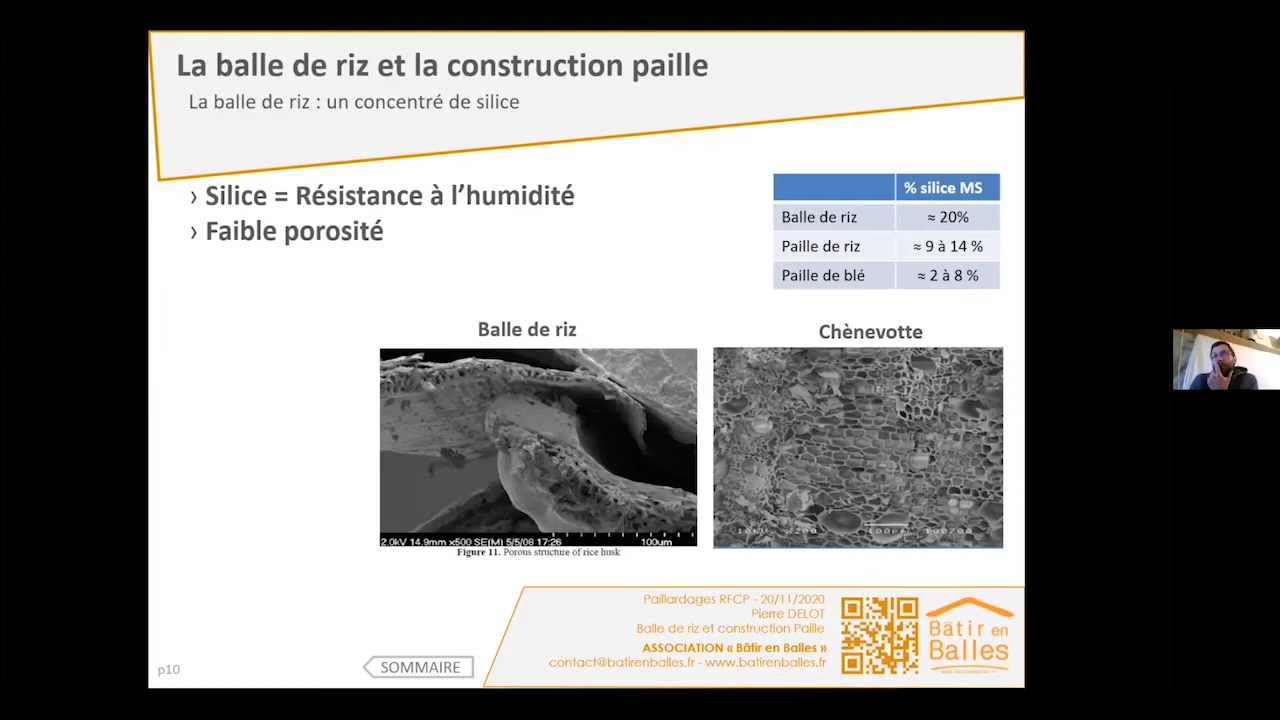 La balle de riz et la construction paille
La balle de riz : un concentré de silice
› Silice = Résistance à l’humidité
› Faible porosité
% silice MS
Balle de riz ≈ 20%
Paille de riz ≈ 9 à 14 %
Paille de blé ≈ 2 à 8 %
Balle de riz
Chènevotte
2.0kV 14.9mm x500 SE(M) 5/5/08 17:26 100um
Figure 11. Porous structure of rice husk
Paillardages RFCP - 20/11/2020
Pierre DELOT
Balle de riz et construction Paille
ASSOCIATION « Bâtir en Balles »
contact@batirenballes.fr - www.batirenballes.fr
Bâtir en
Balles
p10
SOMMAIRE